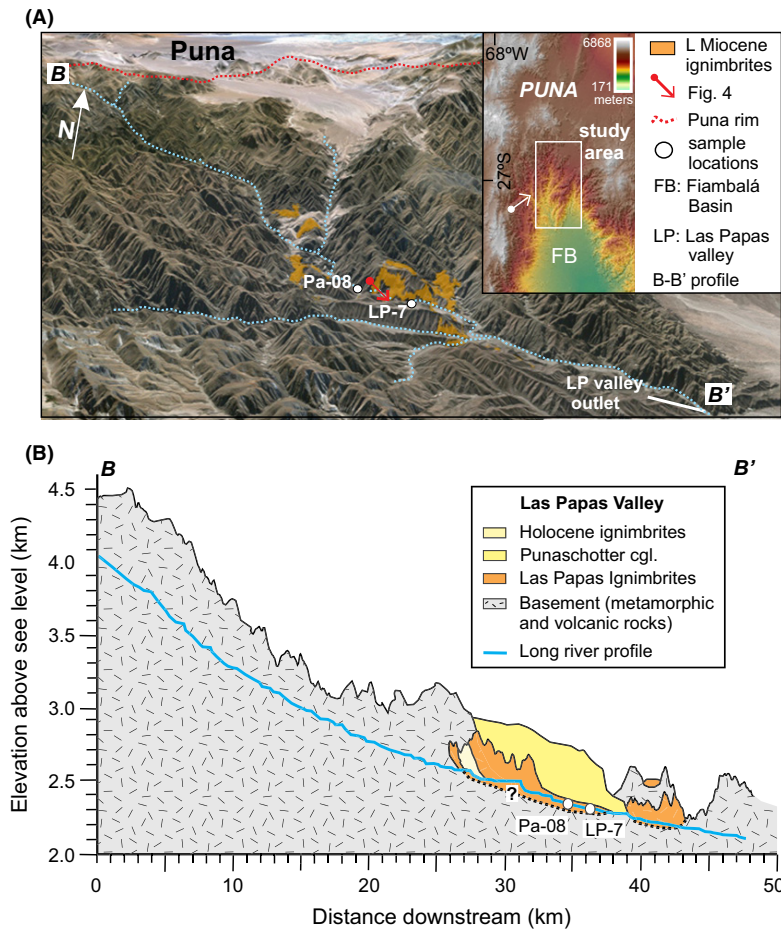 (A)
Puna
B
N
Pa-08
LP-7
LP valley
outlet
B'
68ºW
6868
171
meters
PUNA
study
area
27ºS
FB
L Miocene
ignimbrites
Fig. 4
Puna rim
sample
locations
FB: Fiambalá
Basin
LP: Las Papas
valley
B-B' profile
(B)
B
B'
Elevation above see level (km)
4.5
4.0
3.5
3.0
2.5
2.0
Las Papas Valley
Holocene ignimbrites
Punaschotter cgl.
Las Papas Ignimbrites
Basement (metamorphic
and volcanic rocks)
Long river profile
?
Pa-08
LP-7
0 10 20 30 40 50
Distance downstream (km)